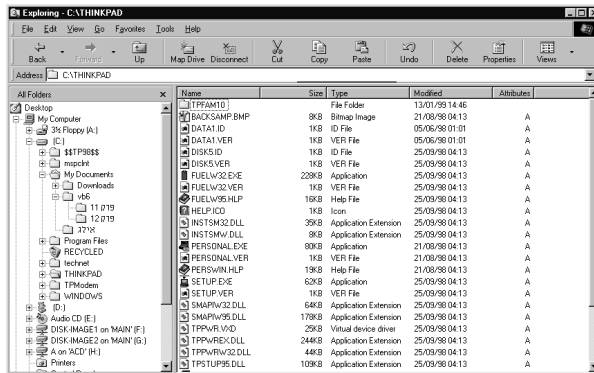 Exploring - C:\THINKPAD
File Edit View Go Favorites Tools Help
Back Forward Up Map Drive Disconnect Cut Copy Paste Undo Delete Properties Views
Address C:\THINKPAD
All Folders
Desktop
My Computer
3½ Floppy (A:)
(C:)
$$TP98$$
mspclnt
My Documents
Downloads
vb6
פרק 11
פרק 12
Program Files
RECYCLED
technet
THINKPAD
TPModem
WINDOWS
(D:)
Audio CD (E:)
DISK-IMAGE1 on 'MAIN' (F:)
DISK-IMAGE2 on 'MAIN' (G:)
A on 'ACD' (H:)
Printers
Name Size Type Modified Attributes
TPFAM10 File Folder 13/01/99 14:46
BACKSAMP.BMP 8KB Bitmap Image 21/08/98 04:13 A
DATA1.ID 1KB ID File 05/06/98 01:01 A
DATA1.VER 1KB VER File 05/06/98 01:01 A
DISK5.ID 1KB ID File 25/09/98 04:13 A
DISK5.VER 1KB VER File 25/09/98 04:13 A
FUELW32.EXE 228KB Application 25/09/98 04:13 A
FUELW32.VER 1KB VER File 25/09/98 04:13 A
FUELW95.HLP 16KB Help File 25/09/98 04:13 A
HELP.ICO 1KB Icon 25/09/98 04:13 A
INSTSM32.DLL 35KB Application Extension 25/09/98 04:13 A
INSTSMW.DLL 8KB Application Extension 25/09/98 04:13 A
PERSONAL.EXE 80KB Application 21/08/98 04:13 A
PERSONAL.VER 1KB VER File 21/08/98 04:13 A
PERSWIN.HLP 19KB Help File 21/08/98 04:13 A
SETUP.EXE 62KB Application 25/09/98 04:13 A
SETUP.VER 1KB VER File 25/09/98 04:13 A
SMAPIW32.DLL 64KB Application Extension 25/09/98 04:13 A
SMAPIW95.DLL 178KB Application Extension 25/09/98 04:13 A
TPPWR.VXD 25KB Virtual device driver 25/09/98 04:13 A
TPPWREX.DLL 244KB Application Extension 25/09/98 04:13 A
TPPWRW32.DLL 44KB Application Extension 25/09/98 04:13 A
TPSTUP95.DLL 109KB Application Extension 25/09/98 04:13 A